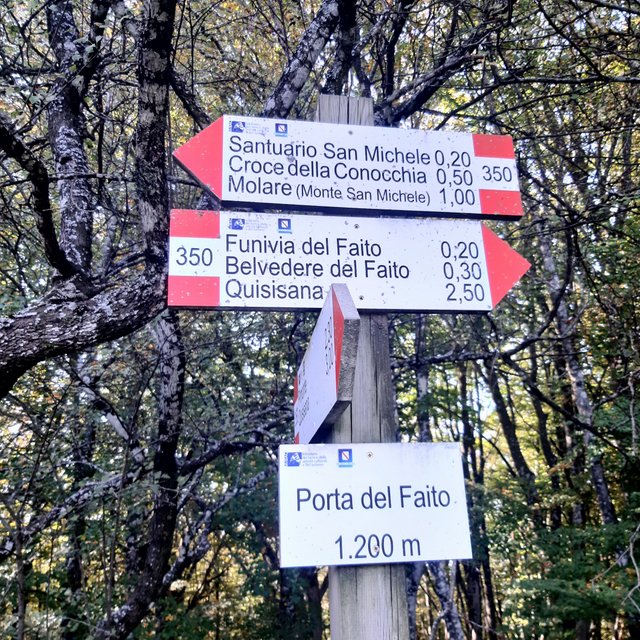 Santuario San Michele 0,20
Croce della Conocchia 0,50
Molare (Monte San Michele) 1,00
350
350
Funivia del Faito 0,20
Belvedere del Faito 0,30
Quisisana 2,50
Porta del Faito
1.200 m